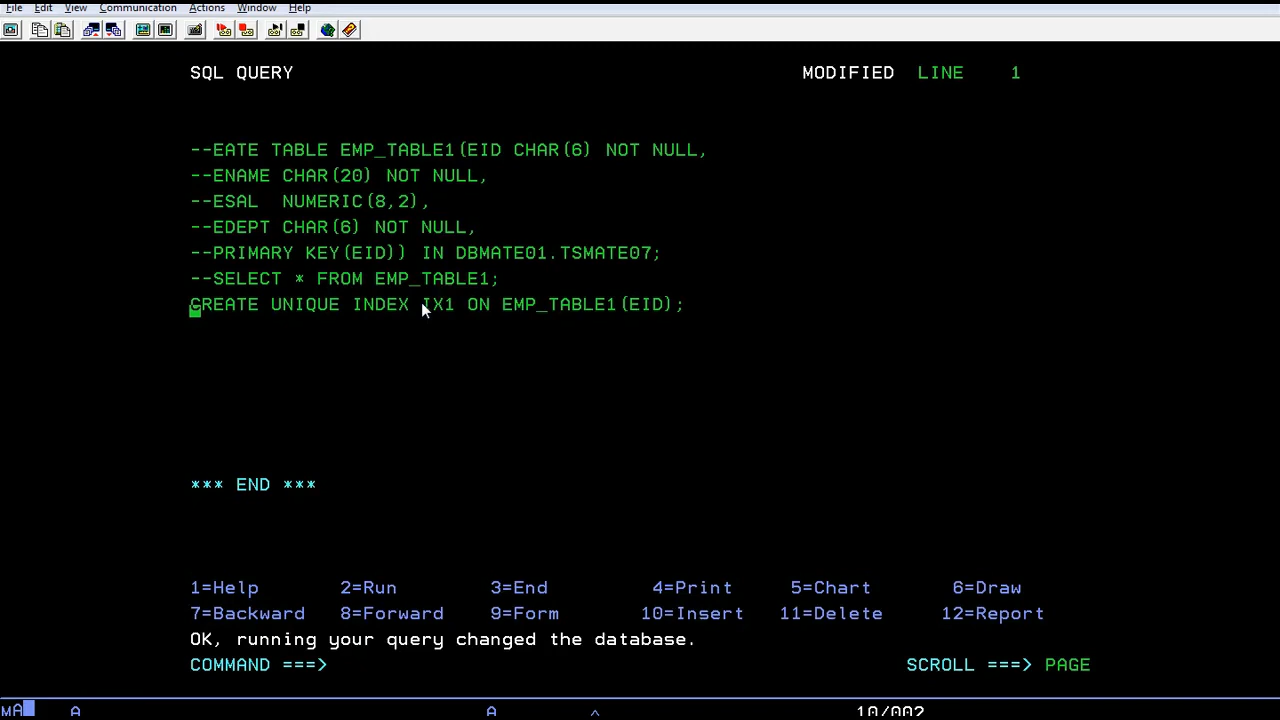 File Edit View Communication Actions Window Help
SQL QUERY MODIFIED LINE 1
--EATE TABLE EMP_TABLE1(EID CHAR(6) NOT NULL,
--ENAME CHAR(20) NOT NULL,
--ESAL NUMERIC(8,2),
--EDEPT CHAR(6) NOT NULL,
--PRIMARY KEY(EID)) IN DBMATE01.TSMATE07;
--SELECT * FROM EMP_TABLE1;
CREATE UNIQUE INDEX IX1 ON EMP_TABLE1(EID);
*** END ***
1=Help 2=Run 3=End 4=Print 5=Chart 6=Draw
7=Backward 8=Forward 9=Form 10=Insert 11=Delete 12=Report
OK, running your query changed the database.
COMMAND ===> SCROLL ===> PAGE
MA A A ^ 10/002